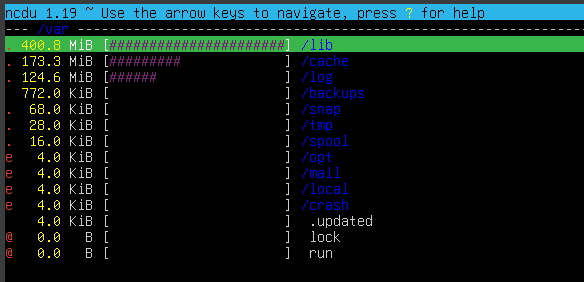 ncdu 1.19 ~ Use the arrow keys to navigate, press ? for help
--- /var ---
. 400.8 MiB [######################] /lib
. 173.3 MiB [######### ] /cache
. 124.6 MiB [###### ] /log
772.0 KiB [ ] /backups
. 68.0 KiB [ ] /snap
. 28.0 KiB [ ] /tmp
. 16.0 KiB [ ] /spool
e 4.0 KiB [ ] /opt
e 4.0 KiB [ ] /mail
e 4.0 KiB [ ] /local
e 4.0 KiB [ ] /crash
4.0 KiB [ ] .updated
@ 0.0 B [ ] lock
@ 0.0 B [ ] run